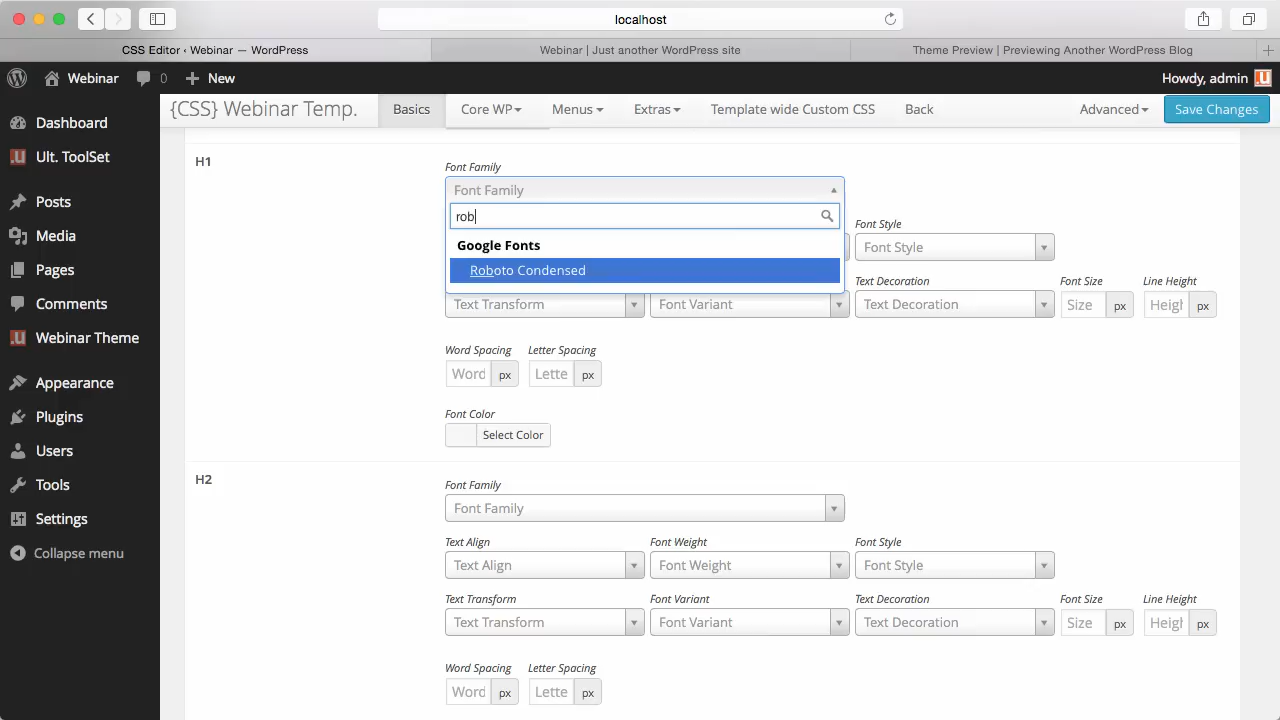 localhost
CSS Editor ‹ Webinar — WordPress
Webinar | Just another WordPress site
Theme Preview | Previewing Another WordPress Blog
Webinar 0 New
Howdy, admin
{CSS} Webinar Temp. Basics Core WP Menus Extras Template wide Custom CSS Back Advanced Save Changes
Dashboard
Ult. ToolSet
Posts
Media
Pages
Comments
Webinar Theme
Appearance
Plugins
Users
Tools
Settings
Collapse menu
H1
Font Family
Font Family
rob
Google Fonts
Roboto Condensed
Font Style
Font Style
Text Decoration Font Size Line Height
Text Transform Font Variant Text Decoration Size px Heigh px
Word Spacing Letter Spacing
Word px Lette px
Font Color
Select Color
H2
Font Family
Font Family
Text Align Font Weight Font Style
Text Align Font Weight Font Style
Text Transform Font Variant Text Decoration Font Size Line Height
Text Transform Font Variant Text Decoration Size px Heigh px
Word Spacing Letter Spacing
Word px Lette px